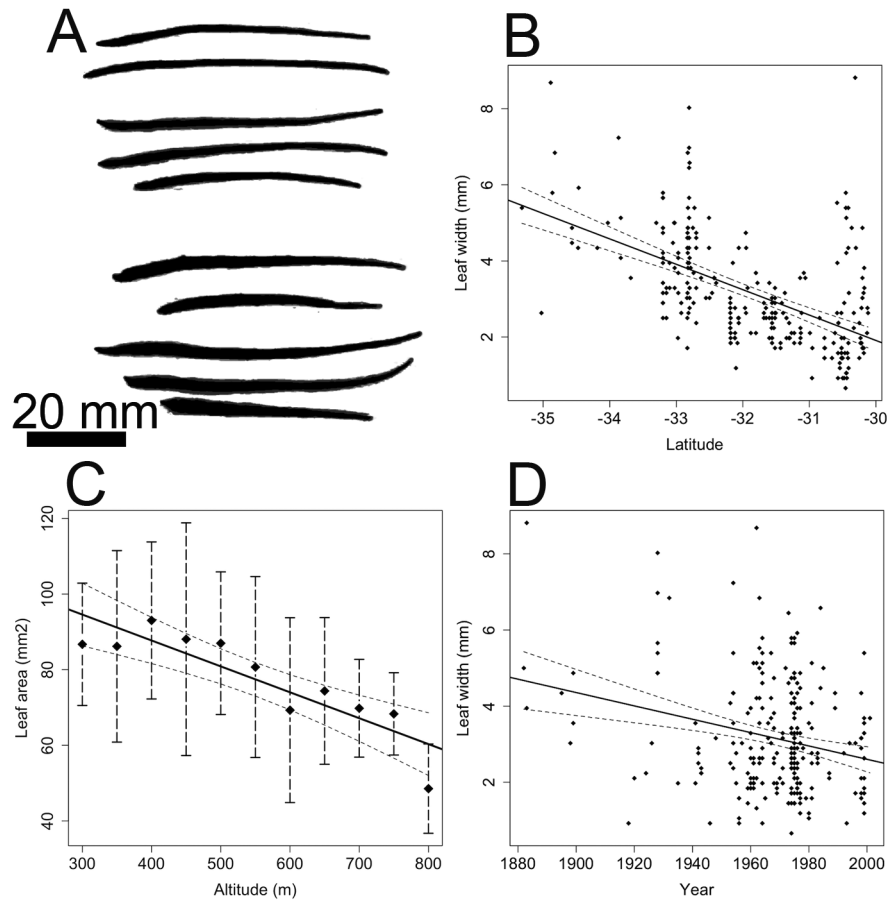 A
20 mm
B
Leaf width (mm)
8
6
4
2
-35 -34 -33 -32 -31 -30
Latitude
C
Leaf area (mm2)
120
100
80
60
40
300 400 500 600 700 800
Altitude (m)
D
Leaf width (mm)
8
6
4
2
1880 1900 1920 1940 1960 1980 2000
Year